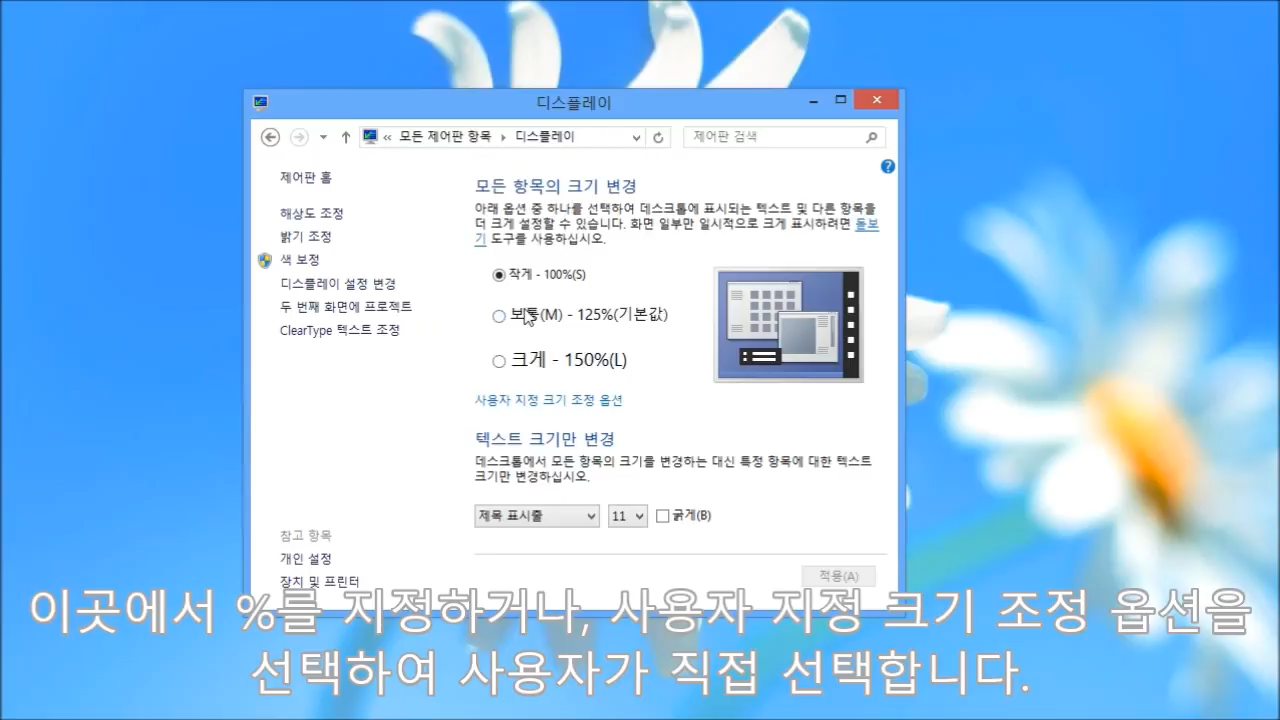 디스플레이
« 모든 제어판 항목 ▸ 디스플레이
제어판 검색
제어판 홈
해상도 조정
밝기 조정
색 보정
디스플레이 설정 변경
두 번째 화면에 프로젝트
ClearType 텍스트 조정
모든 항목의 크기 변경
아래 옵션 중 하나를 선택하여 데스크톱에 표시되는 텍스트 및 다른 항목을
더 크게 설정할 수 있습니다. 화면 일부만 일시적으로 크게 표시하려면 돋보
기 도구를 사용하십시오.
작게 - 100%(S)
보통(M) - 125%(기본값)
크게 - 150%(L)
사용자 지정 크기 조정 옵션
텍스트 크기만 변경
데스크톱에서 모든 항목의 크기를 변경하는 대신 특정 항목에 대한 텍스트
크기만 변경하십시오.
제목 표시줄 11 굵게(B)
적용(A)
참고 항목
개인 설정
장치 및 프린터
이곳에서 %를 지정하거나, 사용자 지정 크기 조정 옵션을
선택하여 사용자가 직접 선택합니다.